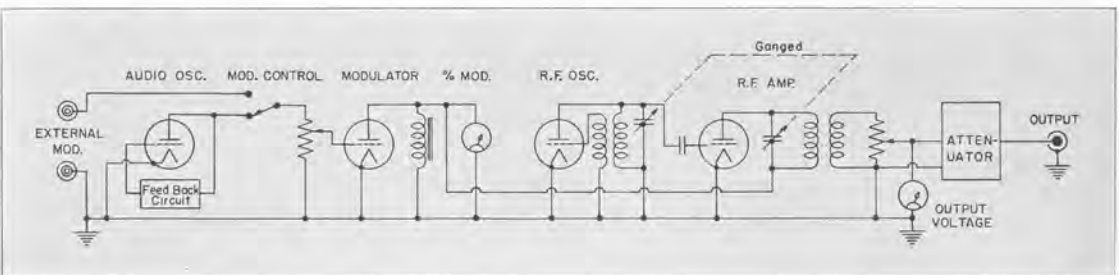 Ganged
AUDIO OSC.
MOD. CONTROL
MODULATOR
% MOD.
R.F. OSC.
R.F. AMP.
EXTERNAL
MOD.
Feed Back
Circuit
ATTEN-
UATOR
OUTPUT
OUTPUT
VOLTAGE